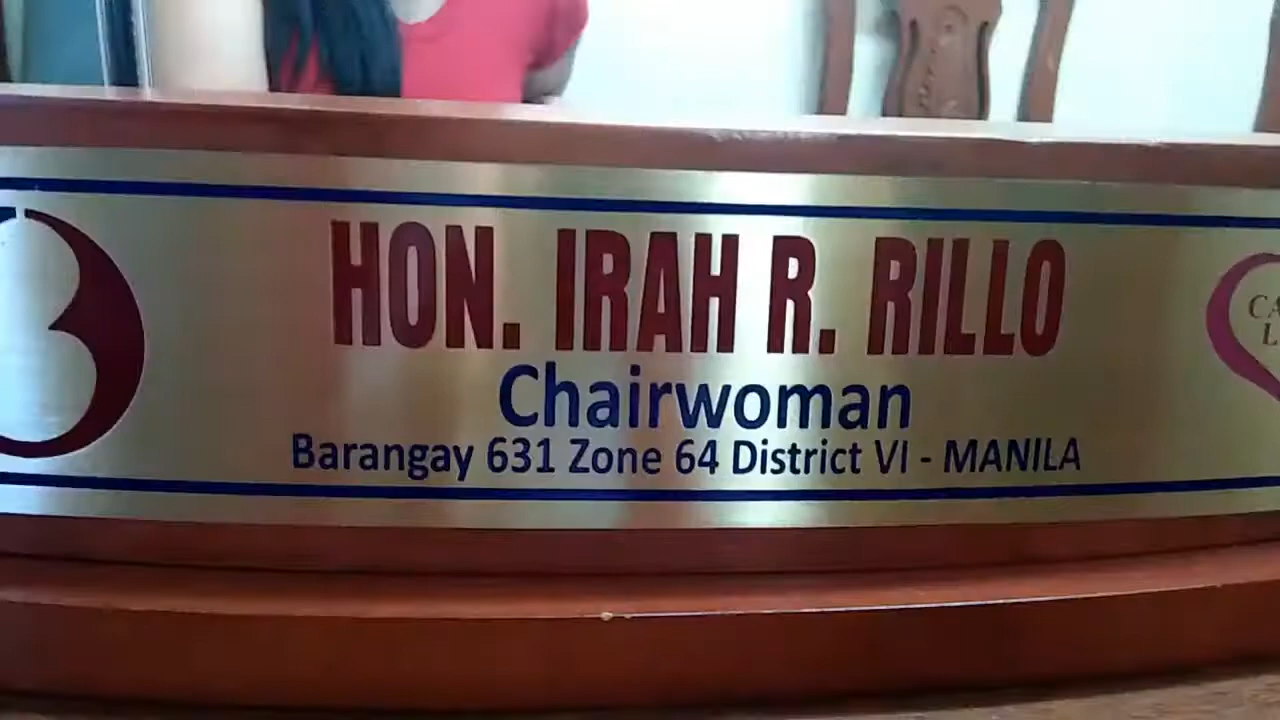 HON. IRAH R. RILLO
Chairwoman
Barangay 631 Zone 64 District VI - MANILA